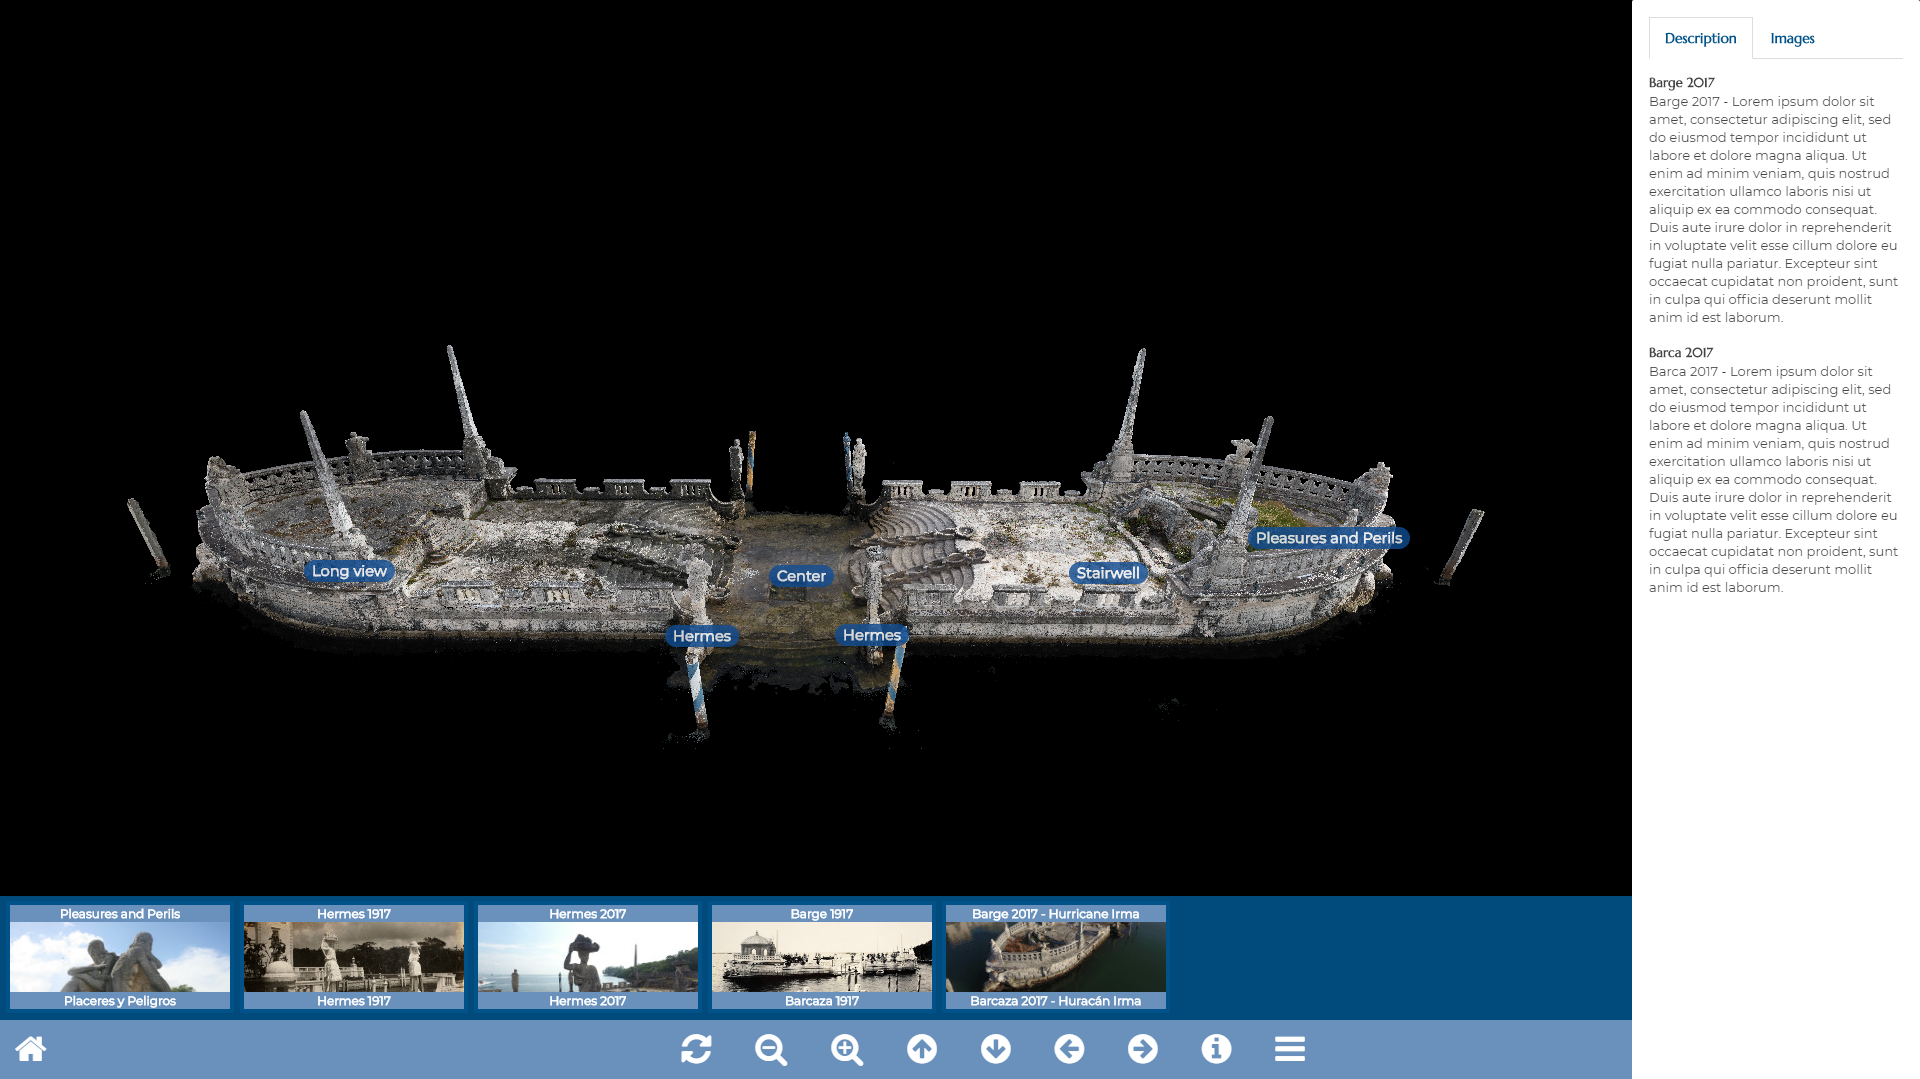 Description
Images
Barge 2017
Barge 2017 - Lorem ipsum dolor sit
amet, consectetur adipiscing elit, sed
do eiusmod tempor incididunt ut
labore et dolore magna aliqua. Ut
enim ad minim veniam, quis nostrud
exercitation ullamco laboris nisi ut
aliquip ex ea commodo consequat.
Duis aute irure dolor in reprehenderit
in voluptate velit esse cillum dolore eu
fugiat nulla pariatur. Excepteur sint
occaecat cupidatat non proident, sunt
in culpa qui officia deserunt mollit
anim id est laborum.
Barca 2017
Barca 2017 - Lorem ipsum dolor sit
amet, consectetur adipiscing elit, sed
do eiusmod tempor incididunt ut
labore et dolore magna aliqua. Ut
enim ad minim veniam, quis nostrud
exercitation ullamco laboris nisi ut
aliquip ex ea commodo consequat.
Duis aute irure dolor in reprehenderit
in voluptate velit esse cillum dolore eu
fugiat nulla pariatur. Excepteur sint
occaecat cupidatat non proident, sunt
in culpa qui officia deserunt mollit
anim id est laborum.
Pleasures and Perils
Long view
Center
Stairwell
Hermes
Hermes
Pleasures and Perils
Placeres y Peligros
Hermes 1917
Hermes 1917
Hermes 2017
Hermes 2017
Barge 1917
Barcaza 1917
Barge 2017 - Hurricane Irma
Barcaza 2017 - Huracán Irma